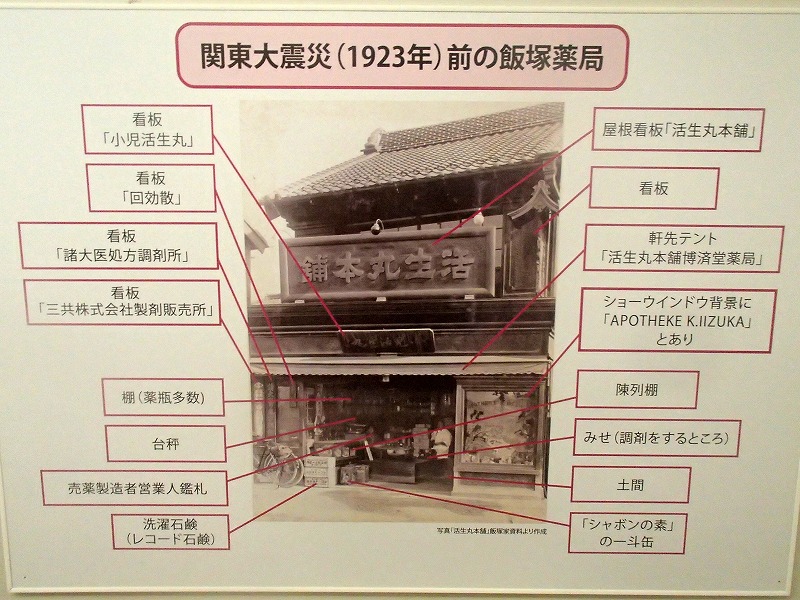 関東大震災（1923年）前の飯塚薬局
看板
「小児活生丸」
看板
「回効散」
看板
「諸大医処方調剤所」
看板
「三共株式会社製剤販売所」
棚（薬瓶多数）
台秤
売薬製造者営業人鑑札
洗濯石鹸
（レコード石鹸）
屋根看板「活生丸本舗」
看板
軒先テント
「活生丸本舗博済堂薬局」
ショーウインドウ背景に
「APOTHEKE K.IIZUKA」
とあり
陳列棚
みせ（調剤をするところ）
土間
「シャボンの素」
の一斗缶
舗本丸生活
写真「活生丸本舗」飯塚家資料より作成